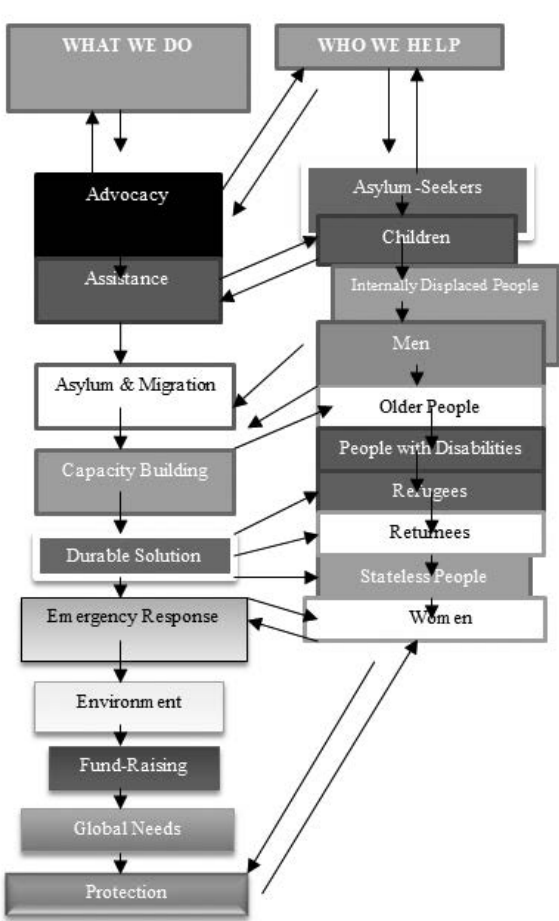 WHAT WE DO
WHO WE HELP
Advocacy
Assistance
Asylum & Migration
Capacity Building
Durable Solution
Emergency Response
Environment
Fund-Raising
Global Needs
Protection
Asylum-Seekers
Children
Internally Displaced People
Men
Older People
People with Disabilities
Refugees
Returnees
Stateless People
Women